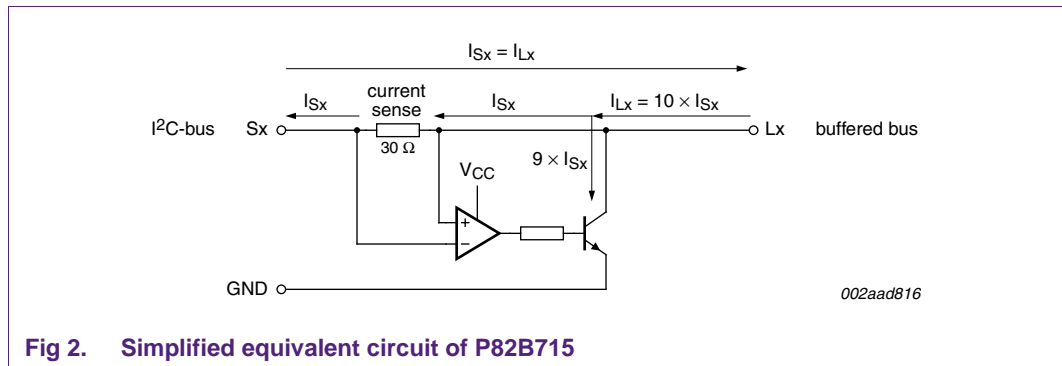 I_Sx = I_Lx
I_Sx
current
sense
I_Sx
I_Lx = 10 × I_Sx
I²C-bus
Sx
Lx
buffered bus
30 Ω
9 × I_Sx
V_CC
+
−
GND
002aad816
Fig 2. Simplified equivalent circuit of P82B715